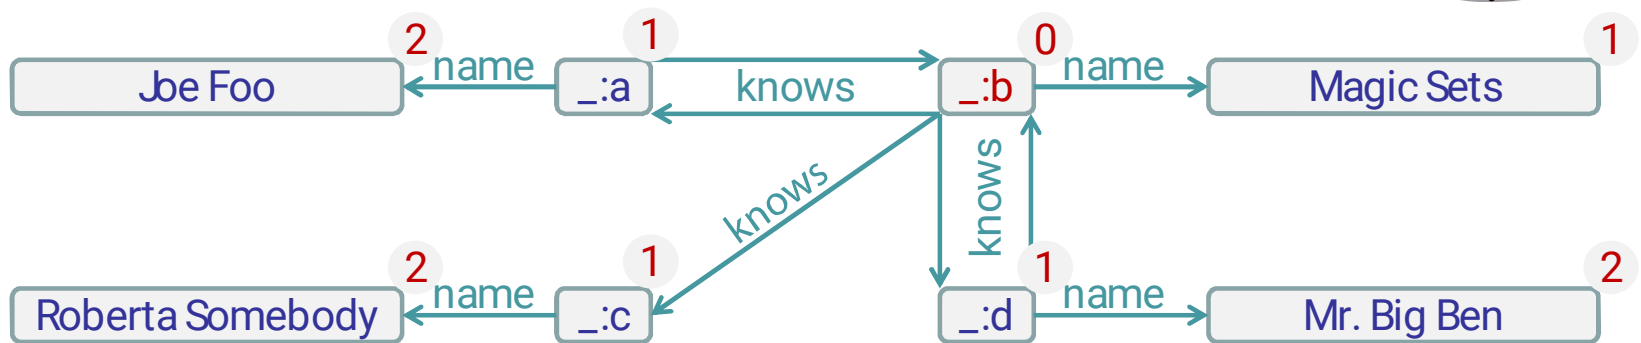 2 1 0 1
Joe Foo name _:a knows _:b name Magic Sets
knows knows
2 1 1 2
Roberta Somebody name _:c _:d name Mr. Big Ben